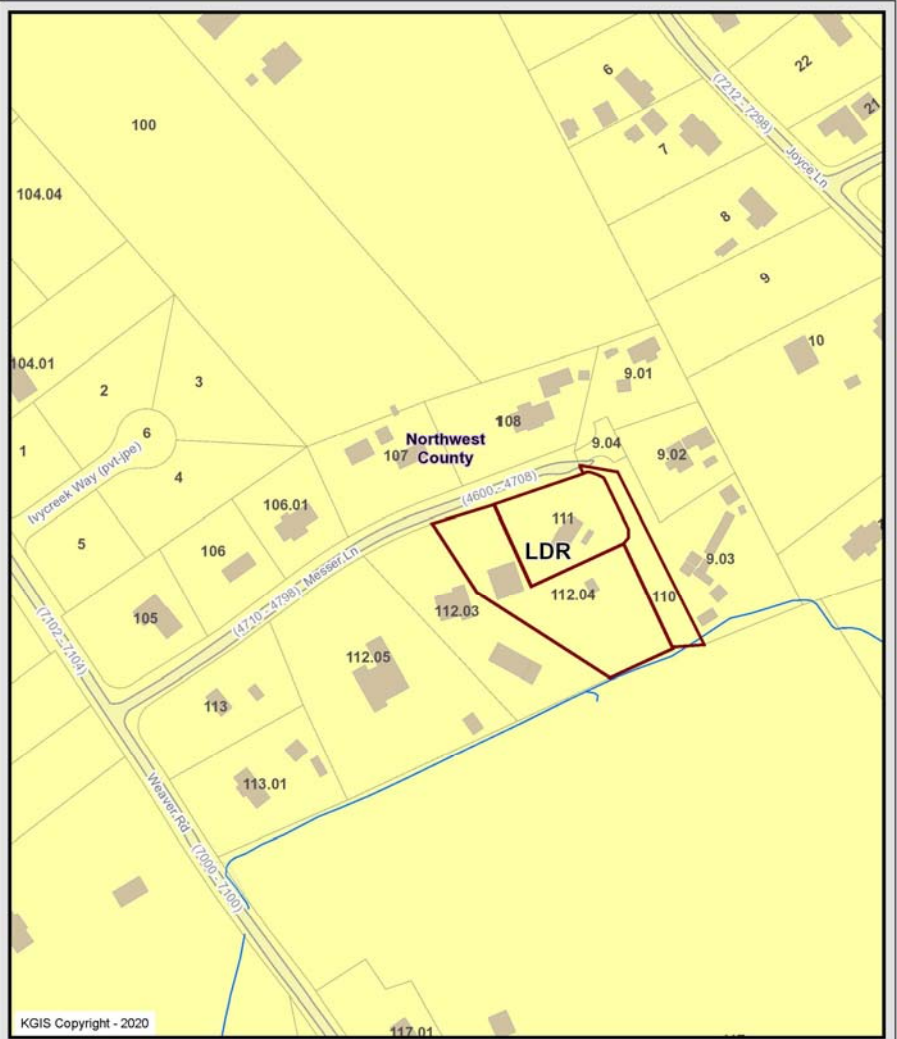 6
22
100
(7212 - 7298)
21
7
Joyce Ln
104.04
8
9
104.01
10
3
9.01
2
108
6
Northwest
County
9.04
1
107
9.02
Ivycreek Way (pvt-jpe)
4
(4600 - 4708)
106.01
111
5
106
LDR
9.03
(4710 - 4798) Messer Ln
112.04
110
112.03
105
(7102 - 7104)
112.05
113
113.01
Weaver Rd
(7000 - 7100)
KGIS Copyright - 2020
117.01